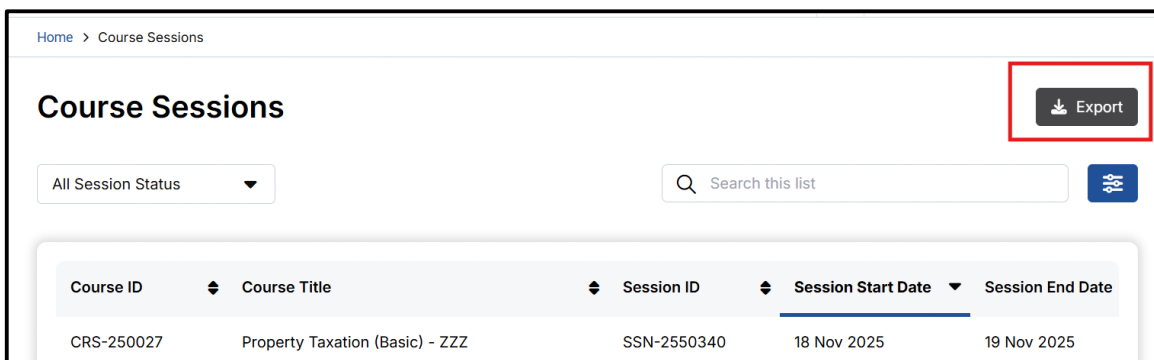 Home > Course Sessions
Course Sessions
Export
All Session Status
Search this list
Course ID Course Title Session ID Session Start Date Session End Date
CRS-250027 Property Taxation (Basic) - ZZZ SSN-2550340 18 Nov 2025 19 Nov 2025